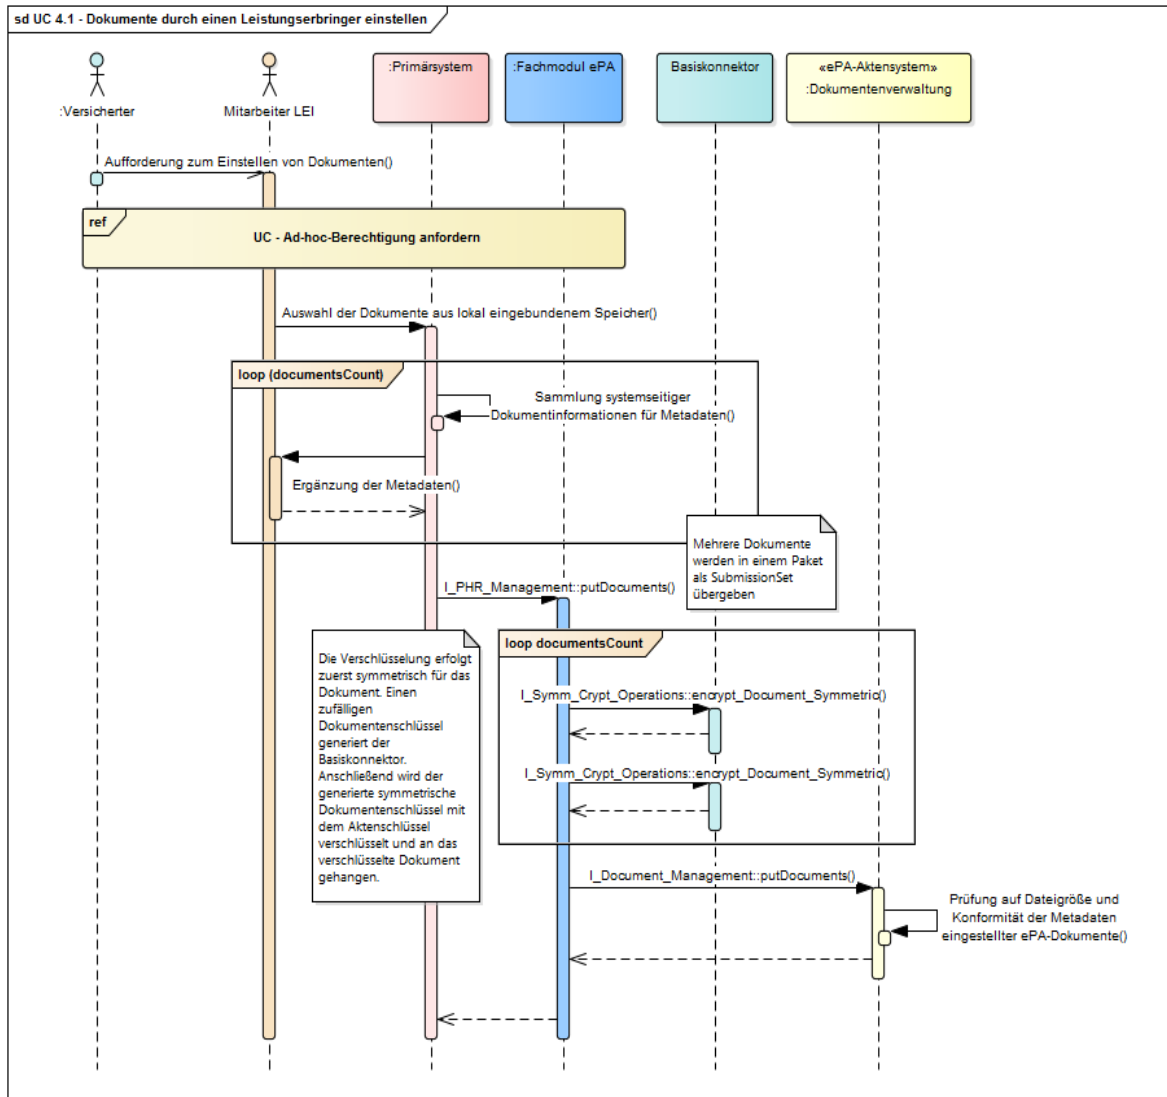 sd UC 4.1 - Dokumente durch einen Leistungserbringer einstellen
:Versicherter
Mitarbeiter LEI
:Primärsystem
:Fachmodul ePA
Basiskonnektor
«ePA-Aktensystem»
:Dokumentenverwaltung
Aufforderung zum Einstellen von Dokumenten()
ref
UC - Ad-hoc-Berechtigung anfordern
Auswahl der Dokumente aus lokal eingebundenem Speicher()
loop (documentsCount)
Sammlung systemseitiger
Dokumentinformationen für Metadaten()
Ergänzung der Metadaten()
Mehrere Dokumente
werden in einem Paket
als SubmissionSet
übergeben
I_PHR_Management::putDocuments()
Die Verschlüsselung erfolgt
zuerst symmetrisch für das
Dokument. Einen
zufälligen
Dokumentenschlüssel
generiert der
Basiskonnektor.
Anschließend wird der
generierte symmetrische
Dokumentenschlüssel mit
dem Aktenschlüssel
verschlüsselt und an das
verschlüsselte Dokument
gehangen.
loop documentsCount
I_Symm_Crypt_Operations::encrypt_Document_Symmetric()
I_Symm_Crypt_Operations::encrypt_Document_Symmetric()
I_Document_Management::putDocuments()
Prüfung auf Dateigröße und
Konformität der Metadaten
eingestellter ePA-Dokumente()